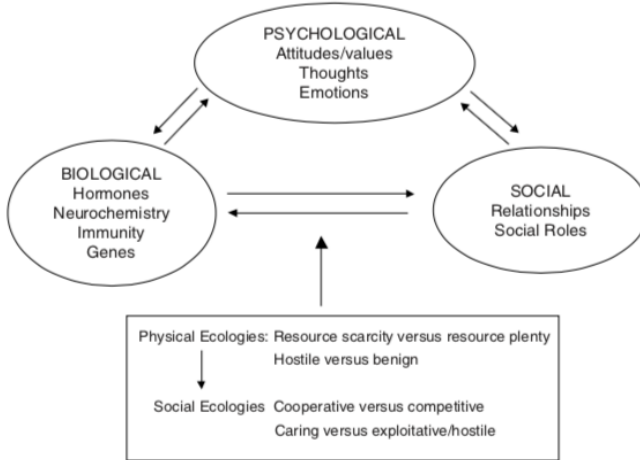 PSYCHOLOGICAL
Attitudes/values
Thoughts
Emotions
BIOLOGICAL
Hormones
Neurochemistry
Immunity
Genes
SOCIAL
Relationships
Social Roles
Physical Ecologies: Resource scarcity versus resource plenty
Hostile versus benign
Social Ecologies Cooperative versus competitive
Caring versus exploitative/hostile